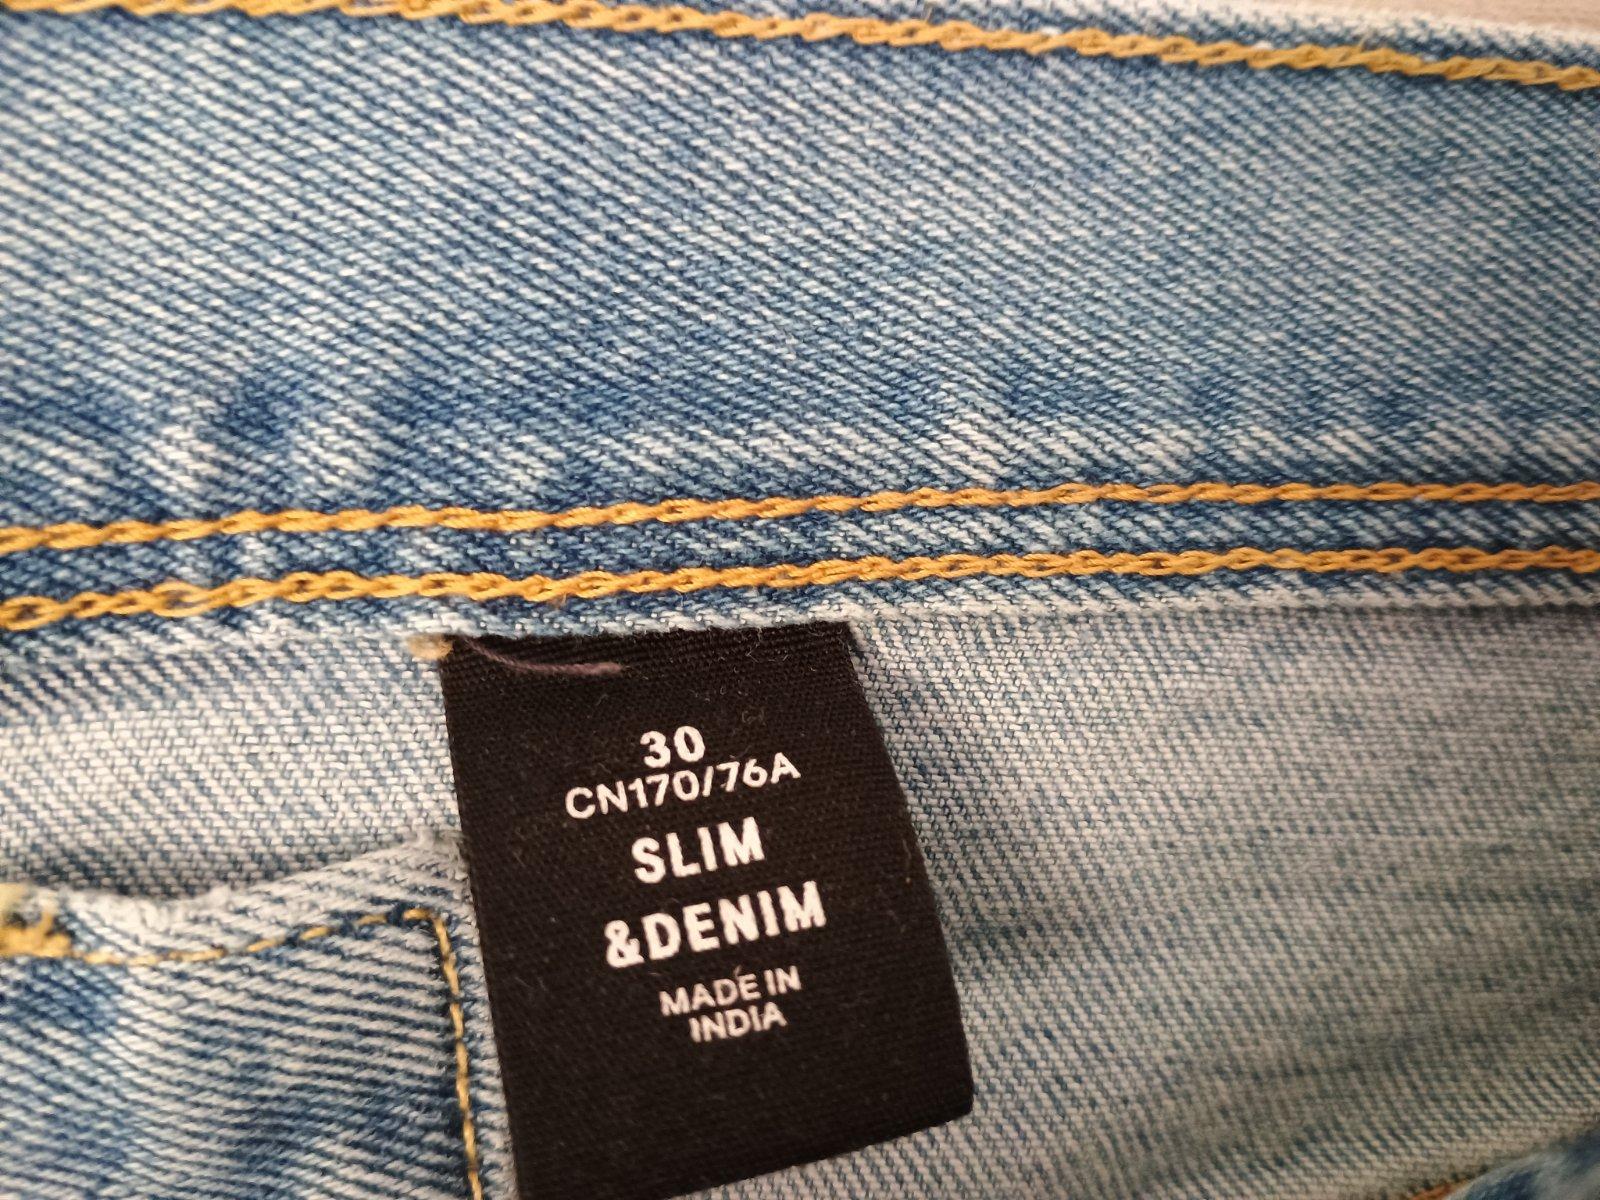 30
CN170/76A
SLIM
&DENIM
MADE IN
INDIA